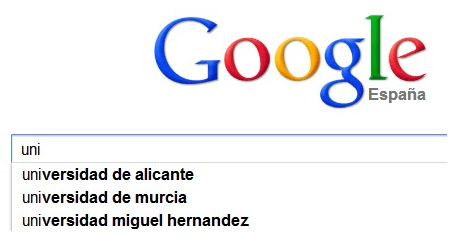 Google
España
uni
universidad de alicante
universidad de murcia
universidad miguel hernandez